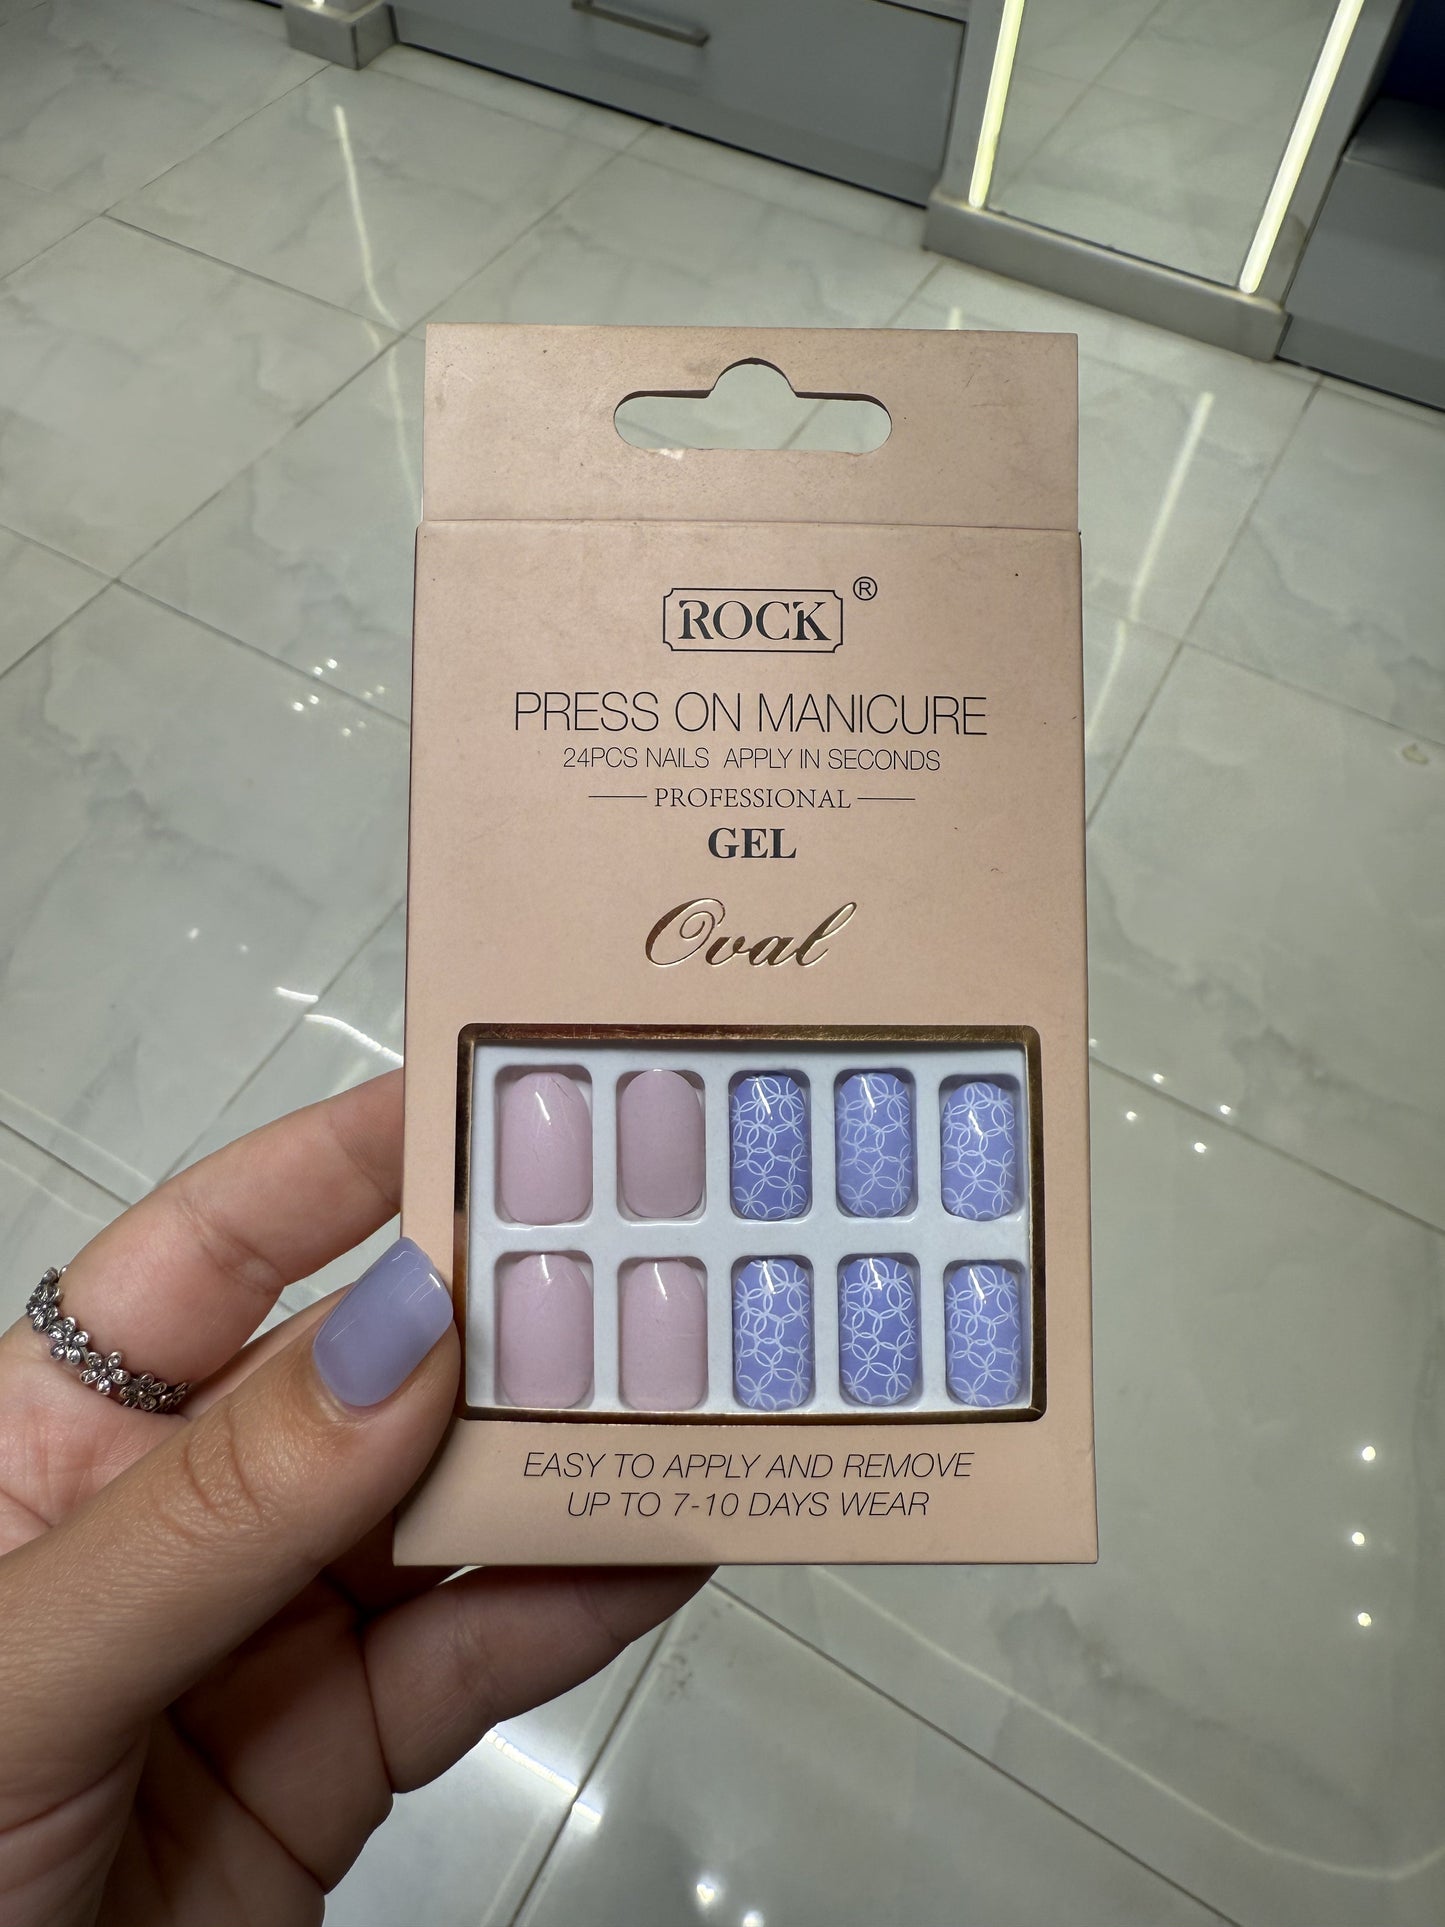 ROCK®
PRESS ON MANICURE
24PCS NAILS APPLY IN SECONDS
PROFESSIONAL
GEL
Oval
EASY TO APPLY AND REMOVE
UP TO 7-10 DAYS WEAR